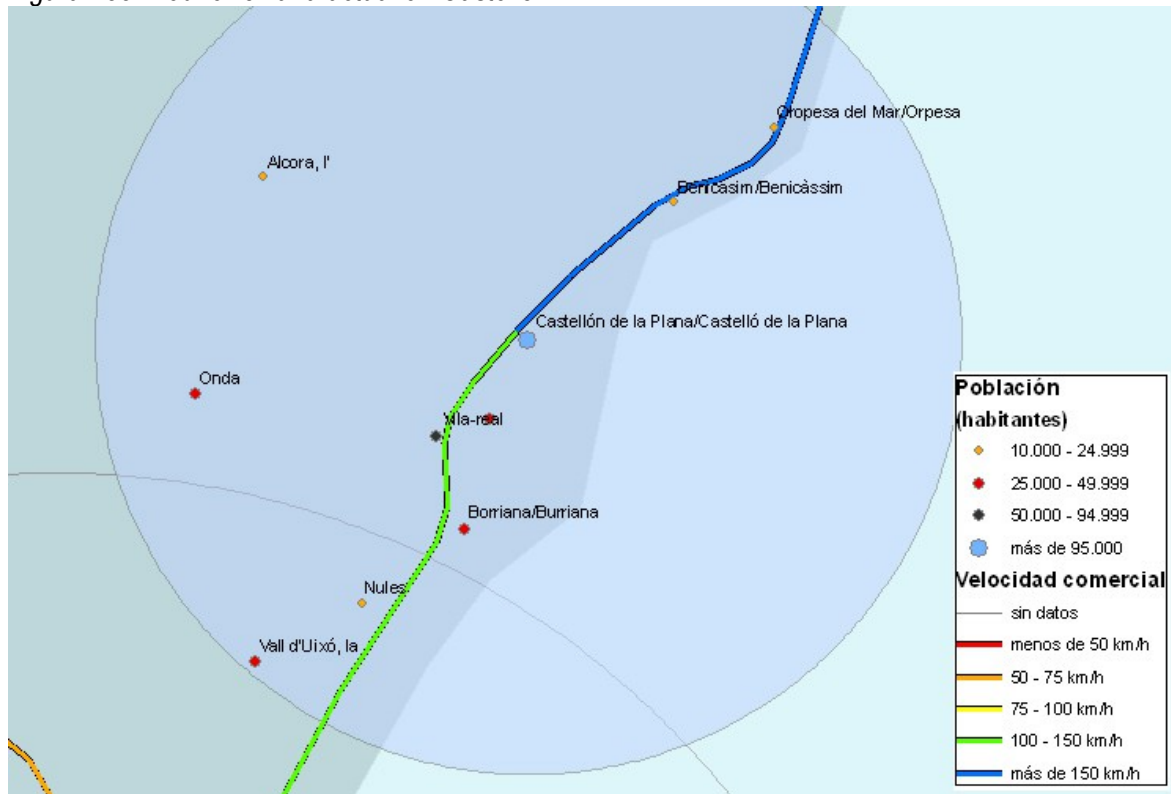 Oropesa del Mar/Orpesa
Alcora, l'
Benicasim/Benicàssim
Castellón de la Plana/Castelló de la Plana
Onda
Vila-real
Borriana/Burriana
Nules
Vall d'Uixó, la
Población
(habitantes)
10.000 - 24.999
25.000 - 49.999
50.000 - 94.999
más de 95.000
Velocidad comercial
sin datos
menos de 50 km/h
50 - 75 km/h
75 - 100 km/h
100 - 150 km/h
más de 150 km/h